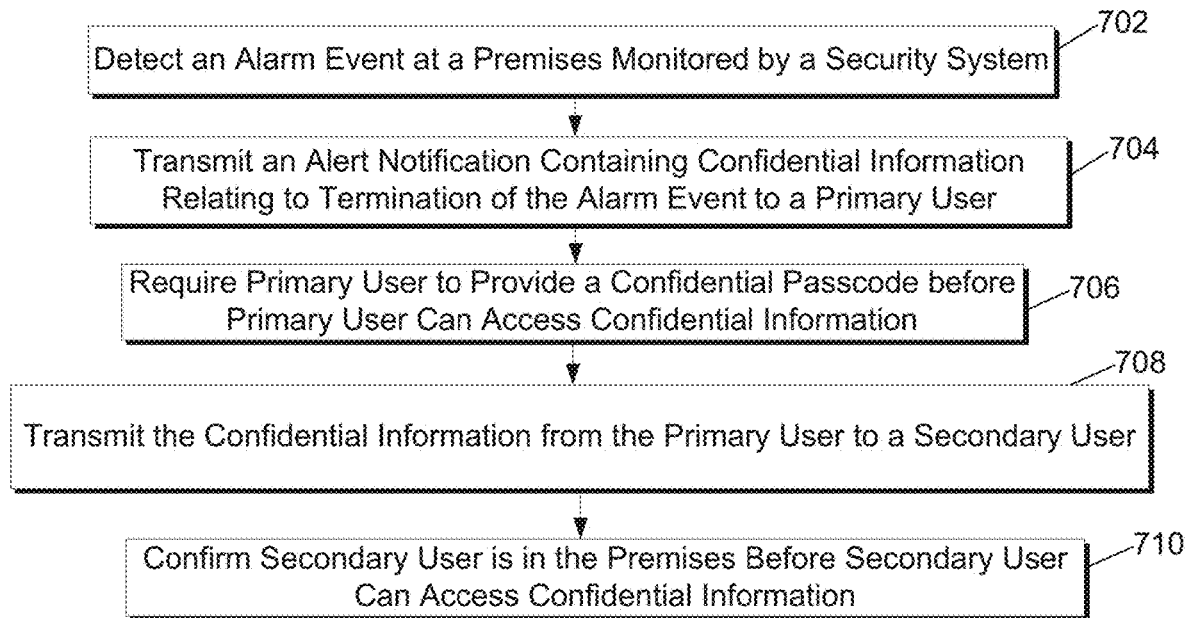 702
Detect an Alarm Event at a Premises Monitored by a Security System
704
Transmit an Alert Notification Containing Confidential Information
Relating to Termination of the Alarm Event to a Primary User
706
Require Primary User to Provide a Confidential Passcode before
Primary User Can Access Confidential Information
708
Transmit the Confidential Information from the Primary User to a Secondary User
710
Confirm Secondary User is in the Premises Before Secondary User
Can Access Confidential Information